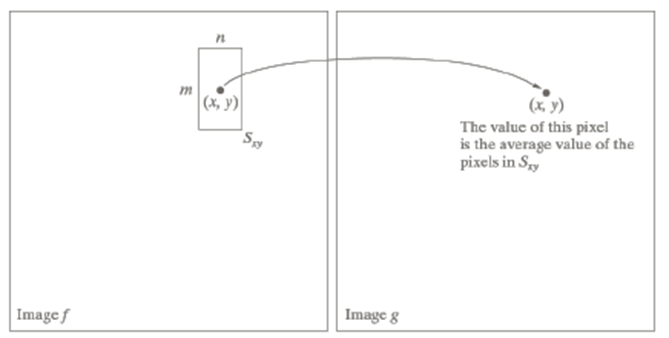 n
m
(x, y)
S_xy
(x, y)
The value of this pixel
is the average value of the
pixels in S_xy
Image f
Image g